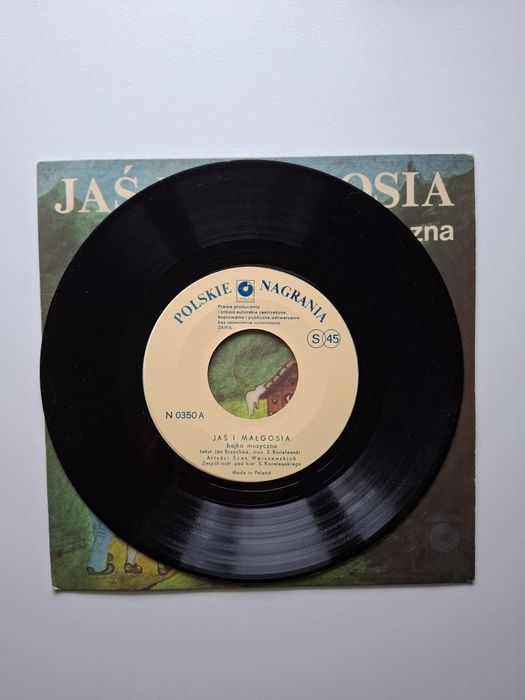 JAŚ
OSIA
zna
POLSKIE NAGRANIA
MUZA
Prawa producenta
i prawa autorskie zastrzeżone,
kopiowanie i publiczne odtwarzanie
bez zezwolenia wzbronione
ZAIKS
S 45
N 0350 A
JAŚ I MAŁGOSIA
bajka muzyczna
tekst Jan Brzechwa, muz. S. Kisielewski
Artyści Scen Warszawskich
Zespół instr. pod kier. S. Kisielewskiego
Made in Poland